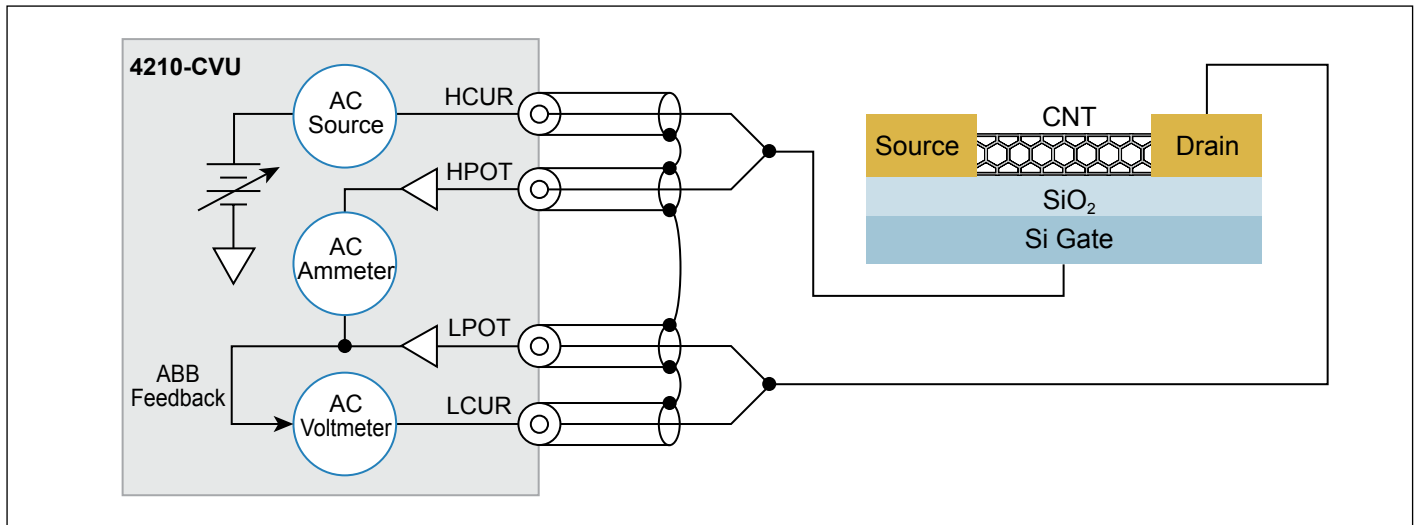 4210-CVU
AC
Source
HCUR
HPOT
AC
Ammeter
LPOT
ABB
Feedback
AC
Voltmeter
LCUR
CNT
Source
Drain
SiO₂
Si Gate